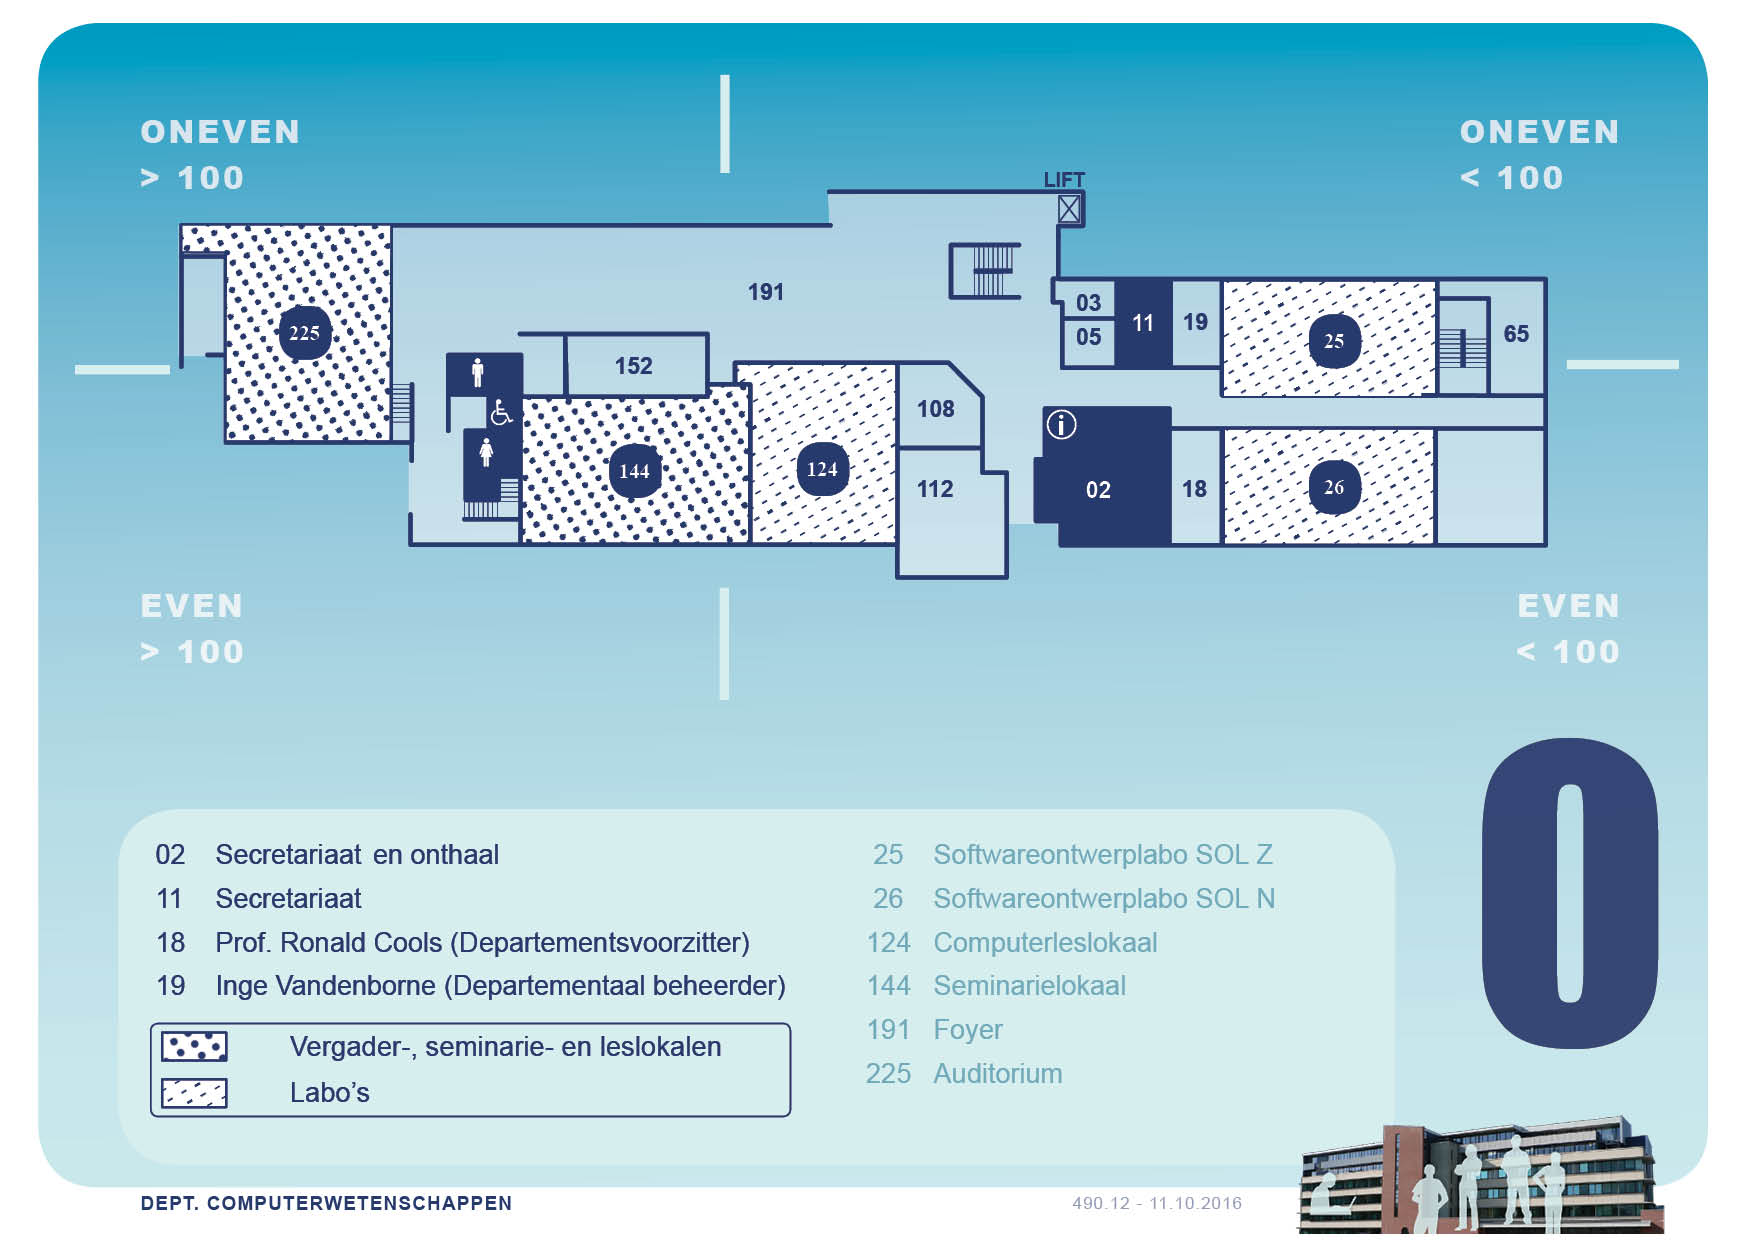 ONEVEN
> 100
ONEVEN
< 100
LIFT
191
03
11
19
05
225
25
65
152
108
144
124
112
02
18
26
EVEN
> 100
EVEN
< 100
0
02 Secretariaat en onthaal
11 Secretariaat
18 Prof. Ronald Cools (Departementsvoorzitter)
19 Inge Vandenborne (Departementaal beheerder)
Vergader-, seminarie- en leslokalen
Labo's
25 Softwareontwerplabo SOL Z
26 Softwareontwerplabo SOL N
124 Computerleslokaal
144 Seminarielokaal
191 Foyer
225 Auditorium
DEPT. COMPUTERWETENSCHAPPEN
490.12 - 11.10.2016